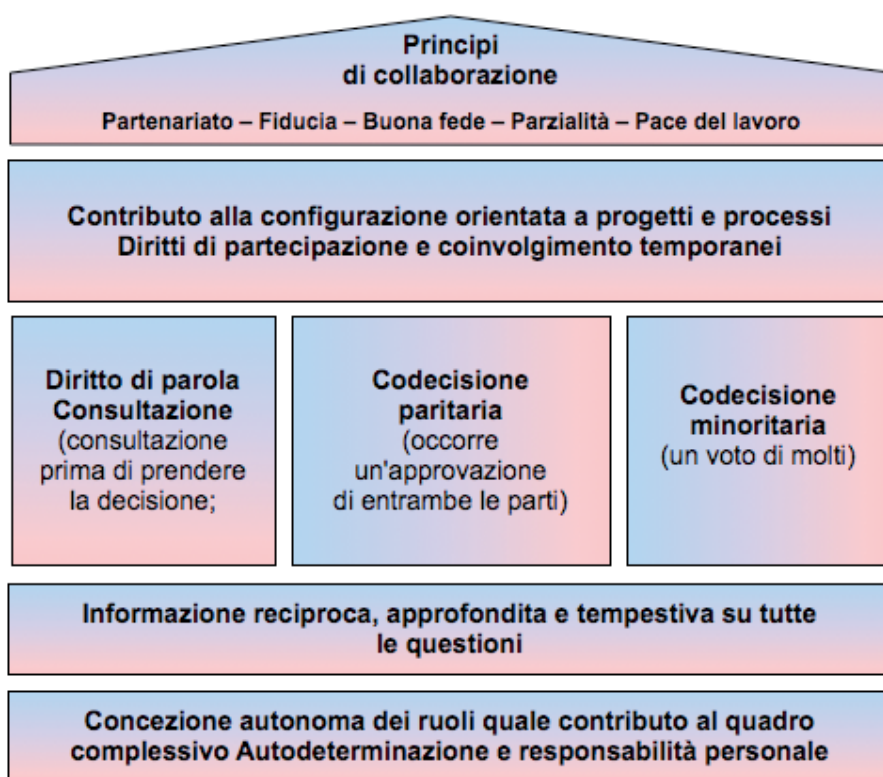 Principi
di collaborazione
Partenariato – Fiducia – Buona fede – Parzialità – Pace del lavoro
Contributo alla configurazione orientata a progetti e processi
Diritti di partecipazione e coinvolgimento temporanei
Diritto di parola
Consultazione
(consultazione
prima di prendere
la decisione;
Codecisione
paritaria
(occorre
un'approvazione
di entrambe le parti)
Codecisione
minoritaria
(un voto di molti)
Informazione reciproca, approfondita e tempestiva su tutte
le questioni
Concezione autonoma dei ruoli quale contributo al quadro
complessivo Autodeterminazione e responsabilità personale